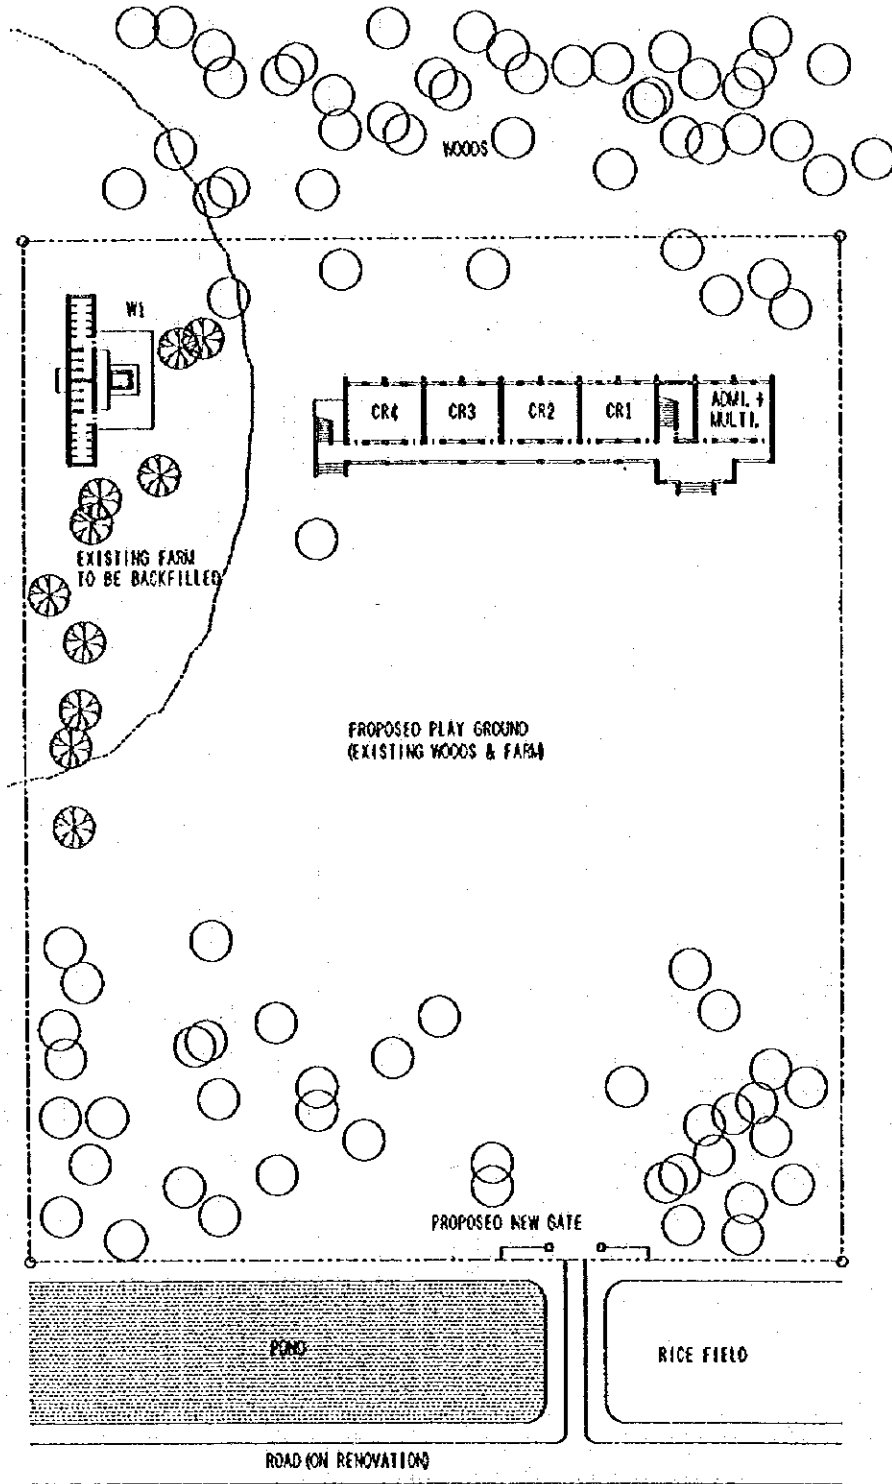 WOODS
W1
CR4
CR3
CR2
CR1
ADMI. +
MULTI.
EXISTING FARM
TO BE BACKFILLED
PROPOSED PLAY GROUND
(EXISTING WOODS & FARM)
PROPOSED NEW GATE
POND
RICE FIELD
ROAD (ON RENOVATION)